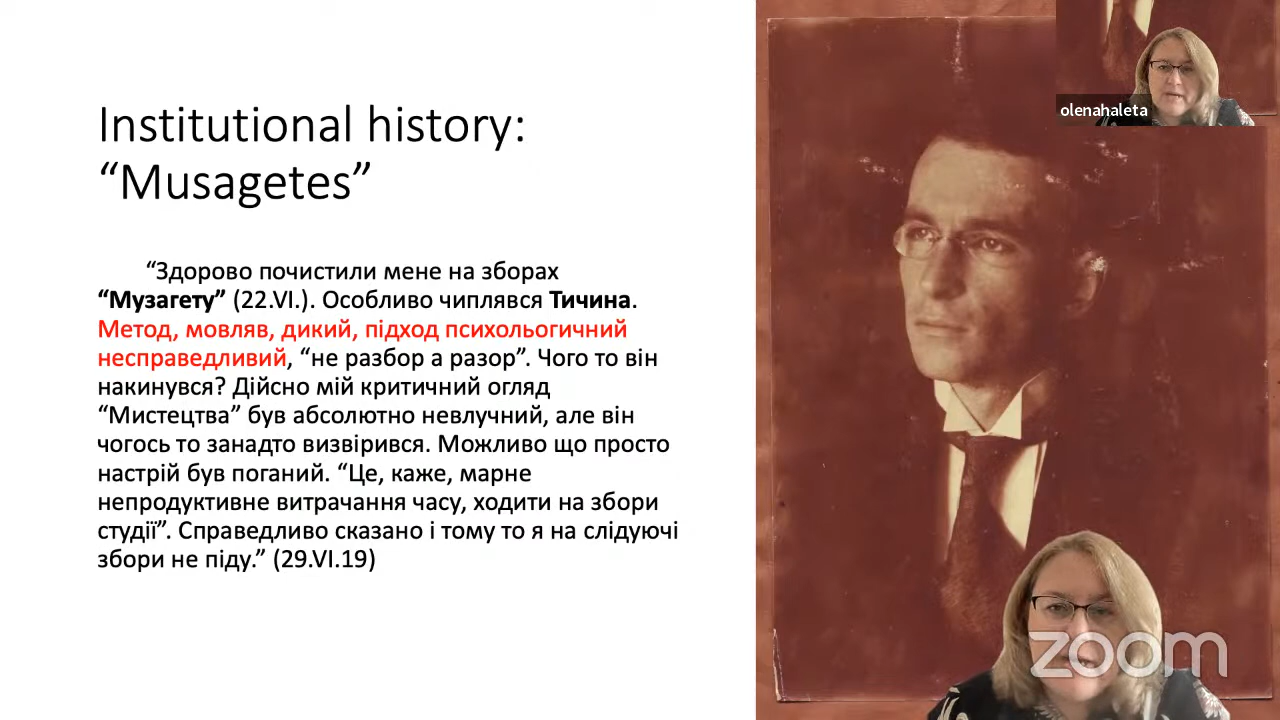 Institutional history:
“Musagetes”
“Здорово почистили мене на зборах
“Музагету” (22.VI.). Особливо чиплявся Тичина.
Метод, мовляв, дикий, підход психольогичний
несправедливий, “не разбор а разор”. Чого то він
накинувся? Дійсно мій критичний огляд
“Мистецтва” був абсолютно невлучний, але він
чогось то занадто визвірився. Можливо що просто
настрій був поганий. “Це, каже, марне
непродуктивне витрачання часу, ходити на збори
студії”. Справедливо сказано і тому то я на слідуючі
збори не піду.” (29.VI.19)
olenahaleta
zoom